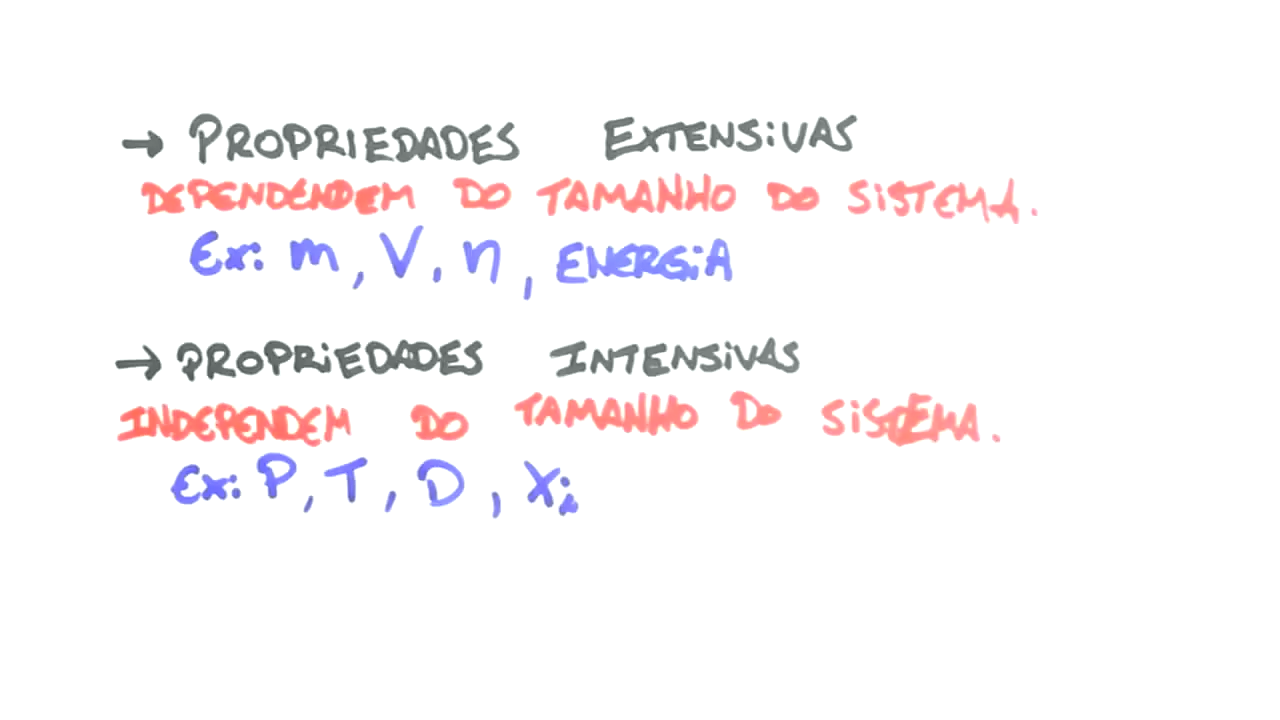 → PROPRIEDADES EXTENSIVAS
DEPENDENDEM DO TAMANHO DO SISTEMA.
Ex: m, V, n, ENERGIA
→ PROPRIEDADES INTENSIVAS
INDEPENDEM DO TAMANHO DO SISTEMA.
Ex: P, T, D, Xi